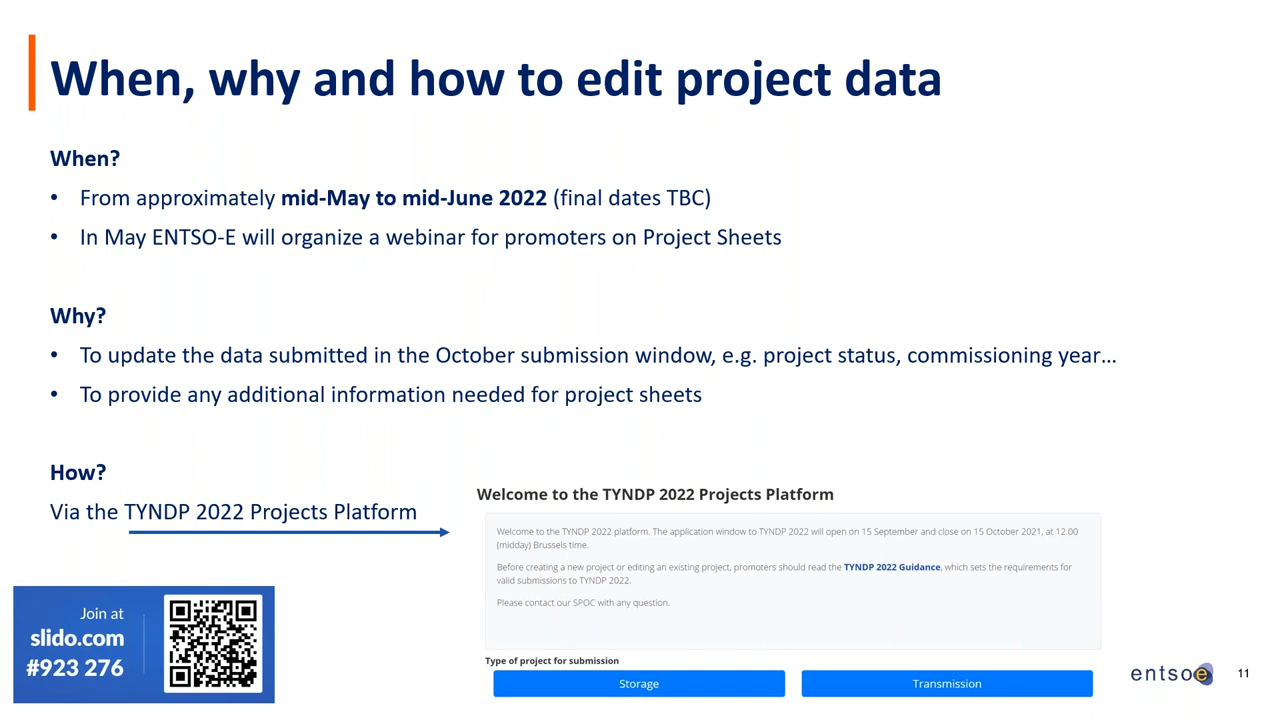 When, why and how to edit project data
When?
• From approximately mid-May to mid-June 2022 (final dates TBC)
• In May ENTSO-E will organize a webinar for promoters on Project Sheets
Why?
• To update the data submitted in the October submission window, e.g. project status, commissioning year...
• To provide any additional information needed for project sheets
How?
Via the TYNDP 2022 Projects Platform
Welcome to the TYNDP 2022 Projects Platform
Welcome to the TYNDP 2022 platform. The application window to TYNDP 2022 will open on 15 September and close on 15 October 2021, at 12.00
(midday) Brussels time.
Before creating a new project or editing an existing project, promoters should read the TYNDP 2022 Guidance, which sets the requirements for
valid submissions to TYNDP 2022.
Please contact our SPOC with any question.
Type of project for submission
Storage
Transmission
Join at
slido.com
#923 276
entsoe
11